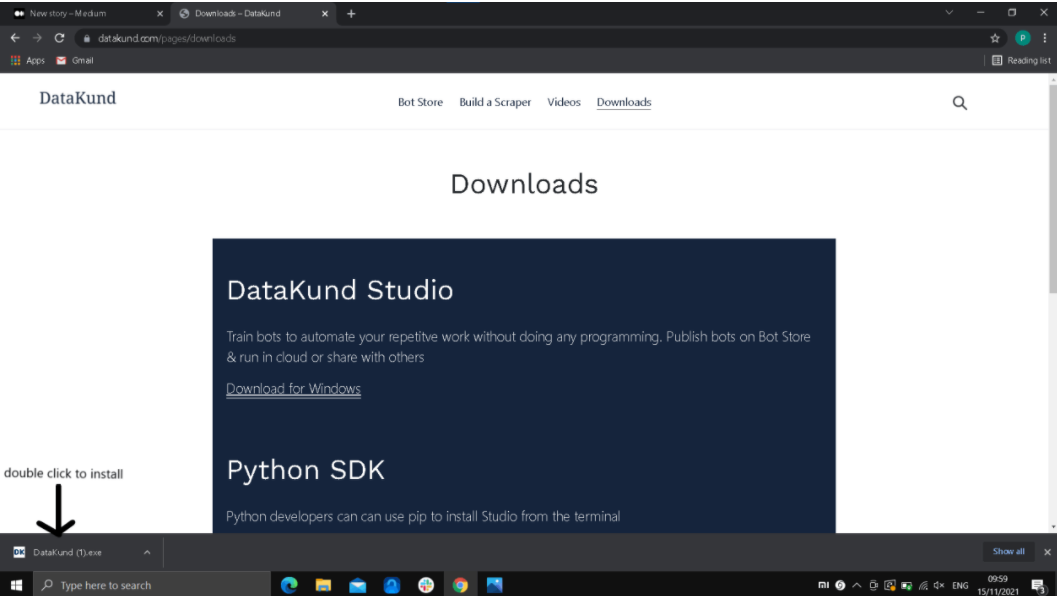 New story – Medium
Downloads – DataKund
datakund.com/pages/downloads
P
Apps
Gmail
Reading list
DataKund
Bot Store
Build a Scraper
Videos
Downloads
Downloads
DataKund Studio
Train bots to automate your repetitve work without doing any programming. Publish bots on Bot Store
& run in cloud or share with others
Download for Windows
Python SDK
Python developers can can use pip to install Studio from the terminal
double click to install
DK
DataKund (1).exe
Show all
Type here to search
ENG
09:59
15/11/2021
3